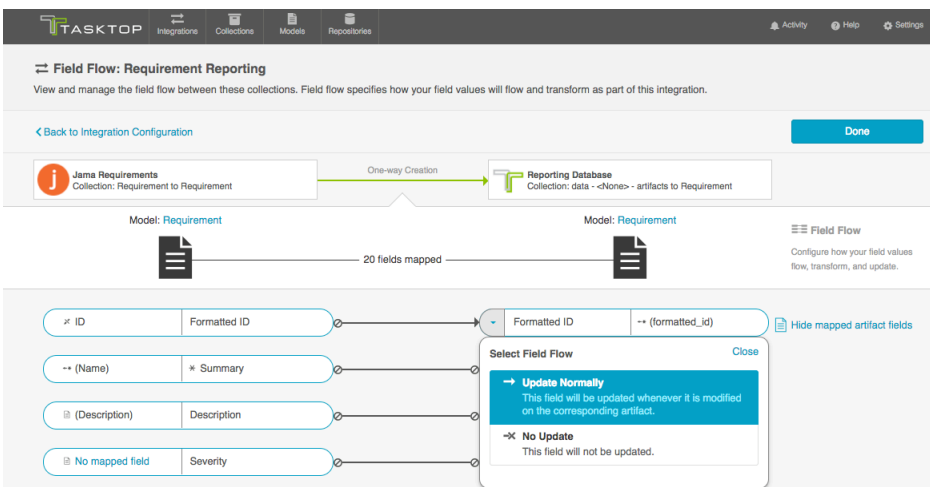 TASKTOP
Integrations
Collections
Models
Repositories
Activity
Help
Settings
Field Flow: Requirement Reporting
View and manage the field flow between these collections. Field flow specifies how your field values will flow and transform as part of this integration.
Back to Integration Configuration
Done
Jama Requirements
Collection: Requirement to Requirement
One-way Creation
Reporting Database
Collection: data - <None> - artifacts to Requirement
Model: Requirement
Model: Requirement
20 fields mapped
Field Flow
Configure how your field values
flow, transform, and update.
ID
Formatted ID
Formatted ID
(formatted_id)
Hide mapped artifact fields
(Name)
Summary
Select Field Flow
Close
Update Normally
This field will be updated whenever it is modified
on the corresponding artifact.
(Description)
Description
No Update
This field will not be updated.
No mapped field
Severity